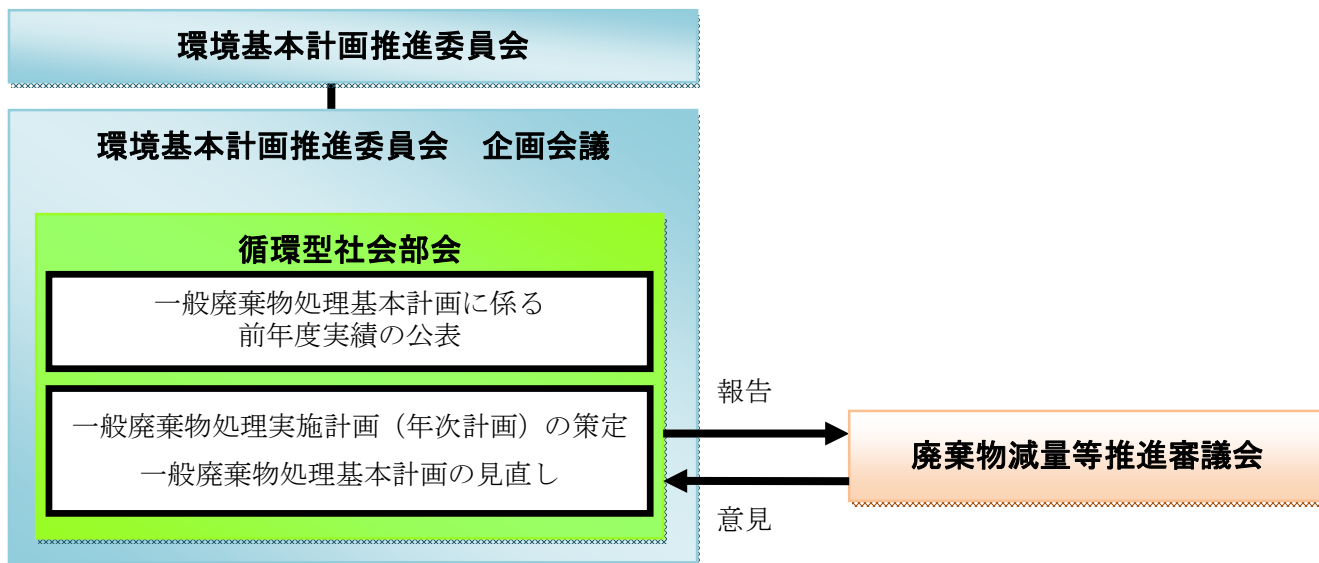 環境基本計画推進委員会
環境基本計画推進委員会　企画会議
循環型社会部会
一般廃棄物処理基本計画に係る
前年度実績の公表
一般廃棄物処理実施計画（年次計画）の策定
一般廃棄物処理基本計画の見直し
報告
意見
廃棄物減量等推進審議会